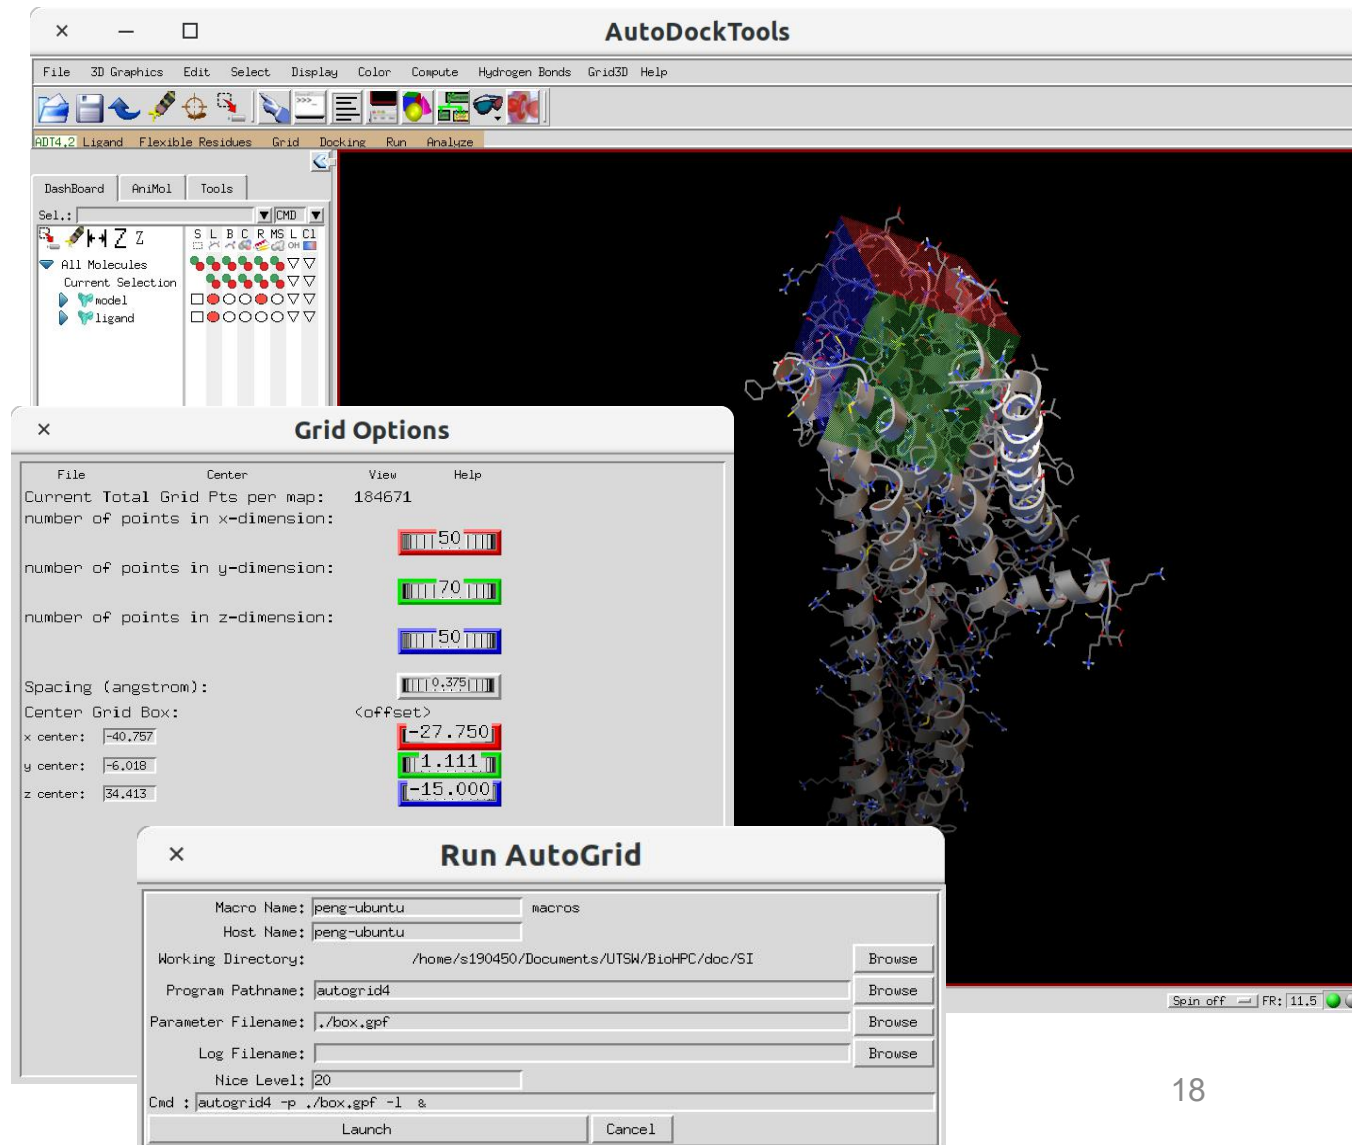 AutoDockTools
File 3D Graphics Edit Select Display Color Compute Hydrogen Bonds Grid3D Help
ADT4.2 Ligand Flexible Residues Grid Docking Run Analyze
DashBoard AniMol Tools
Sel.: CMD
S L B C R MS L Cl
All Molecules
Current Selection
model
ligand
Grid Options
File Center View Help
Current Total Grid Pts per map: 184671
number of points in x-dimension:
50
number of points in y-dimension:
70
number of points in z-dimension:
50
Spacing (angstrom): 0.375
Center Grid Box: <offset>
x center: -40.757 -27.750
y center: -6.018 1.111
z center: 34.413 -15.000
Run AutoGrid
Macro Name: peng-ubuntu macros
Host Name: peng-ubuntu
Working Directory: /home/s190450/Documents/UTSW/BioHPC/doc/SI Browse
Program Pathname: autogrid4 Browse
Parameter Filename: ./box.gpf Browse
Log Filename: Browse
Nice Level: 20
Cmd : autogrid4 -p ./box.gpf -l &
Launch Cancel
Spin off FR: 11.5
18